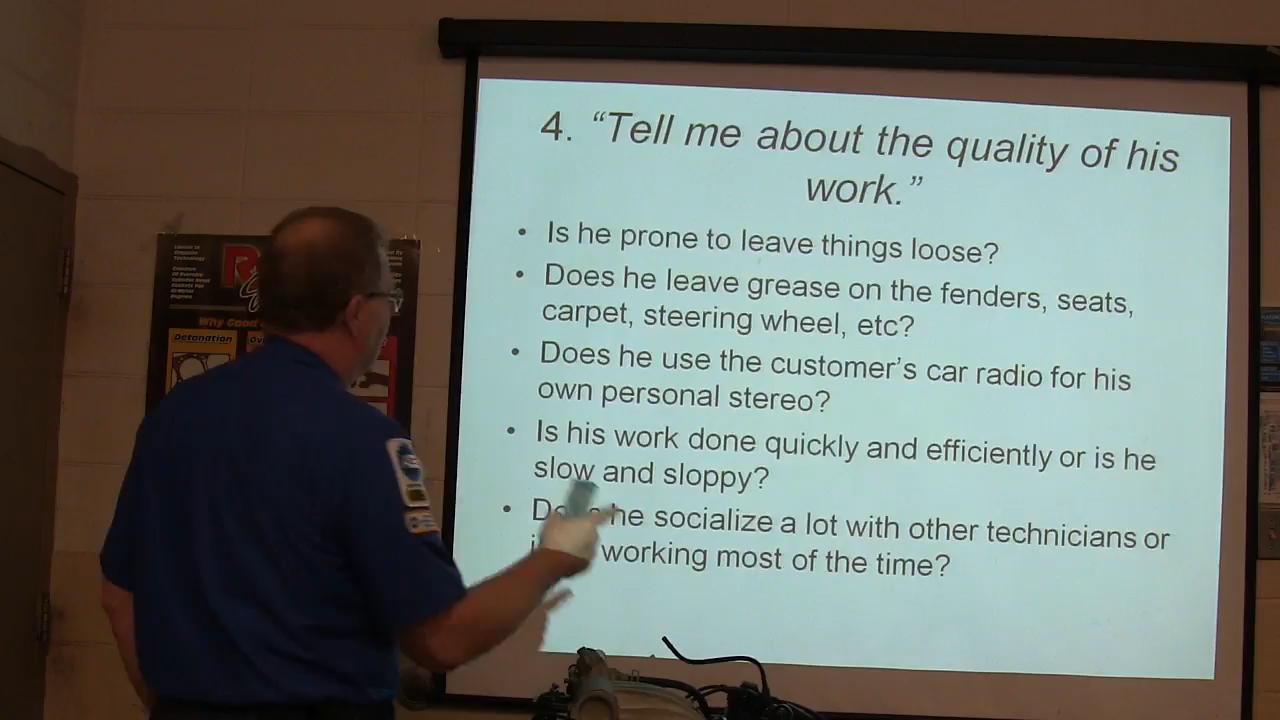 4. “Tell me about the quality of his
work.”
• Is he prone to leave things loose?
• Does he leave grease on the fenders, seats,
carpet, steering wheel, etc?
• Does he use the customer’s car radio for his
own personal stereo?
• Is his work done quickly and efficiently or is he
slow and sloppy?
• Does he socialize a lot with other technicians or
working most of the time?
Why Good
Detonation